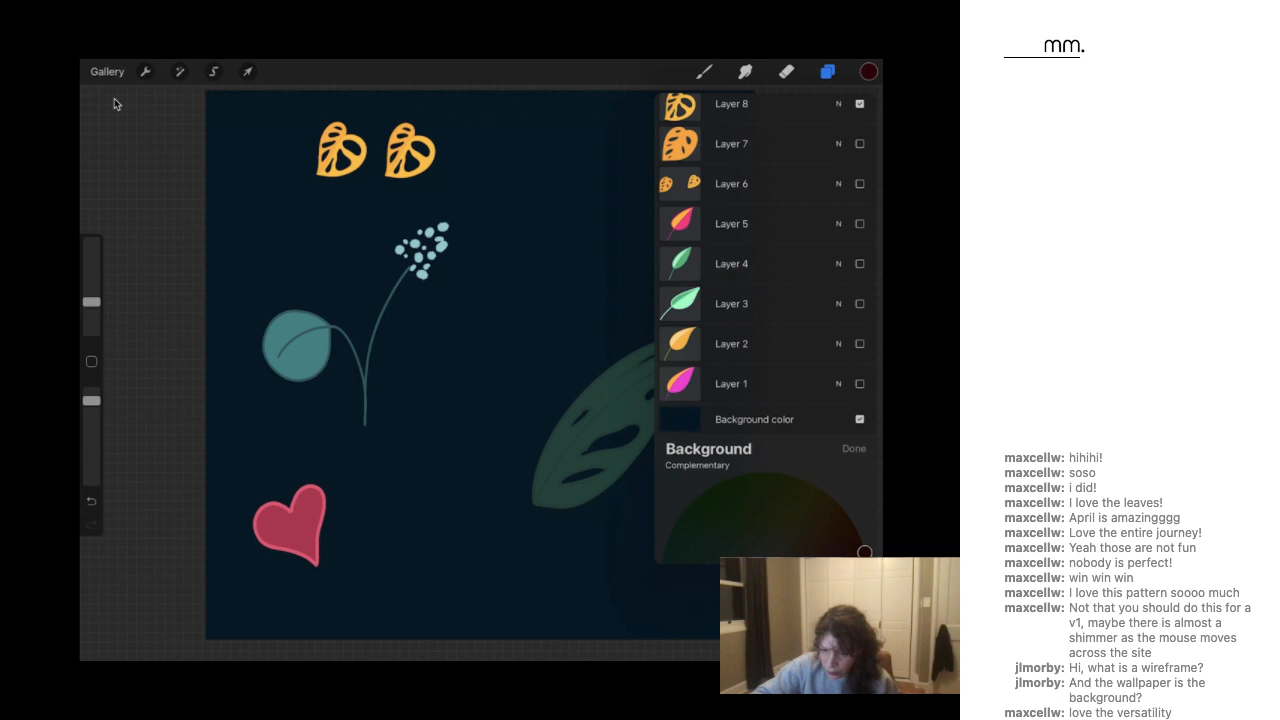 mm.
Gallery
Layer 8 N
Layer 7 N
Layer 6 N
Layer 5 N
Layer 4 N
Layer 3 N
Layer 2 N
Layer 1 N
Background color
Background Done
Complementary
maxcellw: hihihi!
maxcellw: soso
maxcellw: i did!
maxcellw: I love the leaves!
maxcellw: April is amazingggg
maxcellw: Love the entire journey!
maxcellw: Yeah those are not fun
maxcellw: nobody is perfect!
maxcellw: win win win
maxcellw: I love this pattern soooo much
maxcellw: Not that you should do this for a
v1, maybe there is almost a
shimmer as the mouse moves
across the site
jlmorby: Hi, what is a wireframe?
jlmorby: And the wallpaper is the
background?
maxcellw: love the versatility